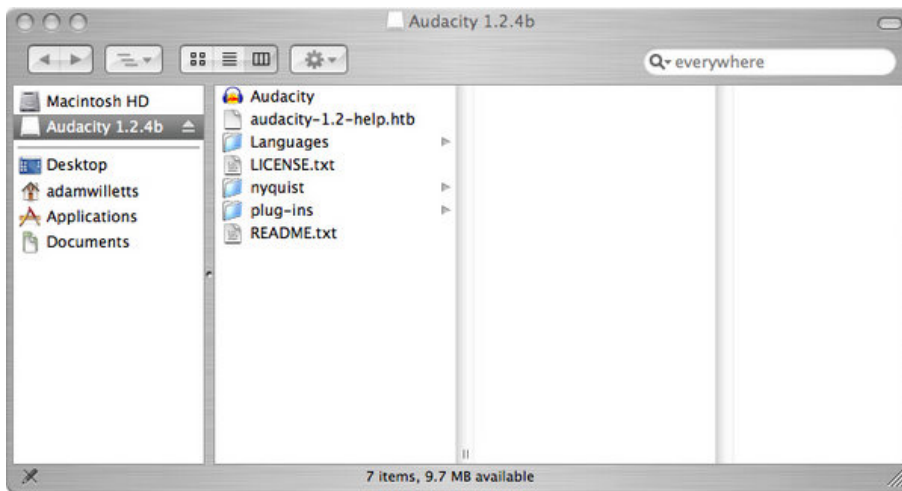 Audacity 1.2.4b
everywhere
Macintosh HD
Audacity 1.2.4b
Desktop
adamwilletts
Applications
Documents
Audacity
audacity-1.2-help.htb
Languages
LICENSE.txt
nyquist
plug-ins
README.txt
7 items, 9.7 MB available